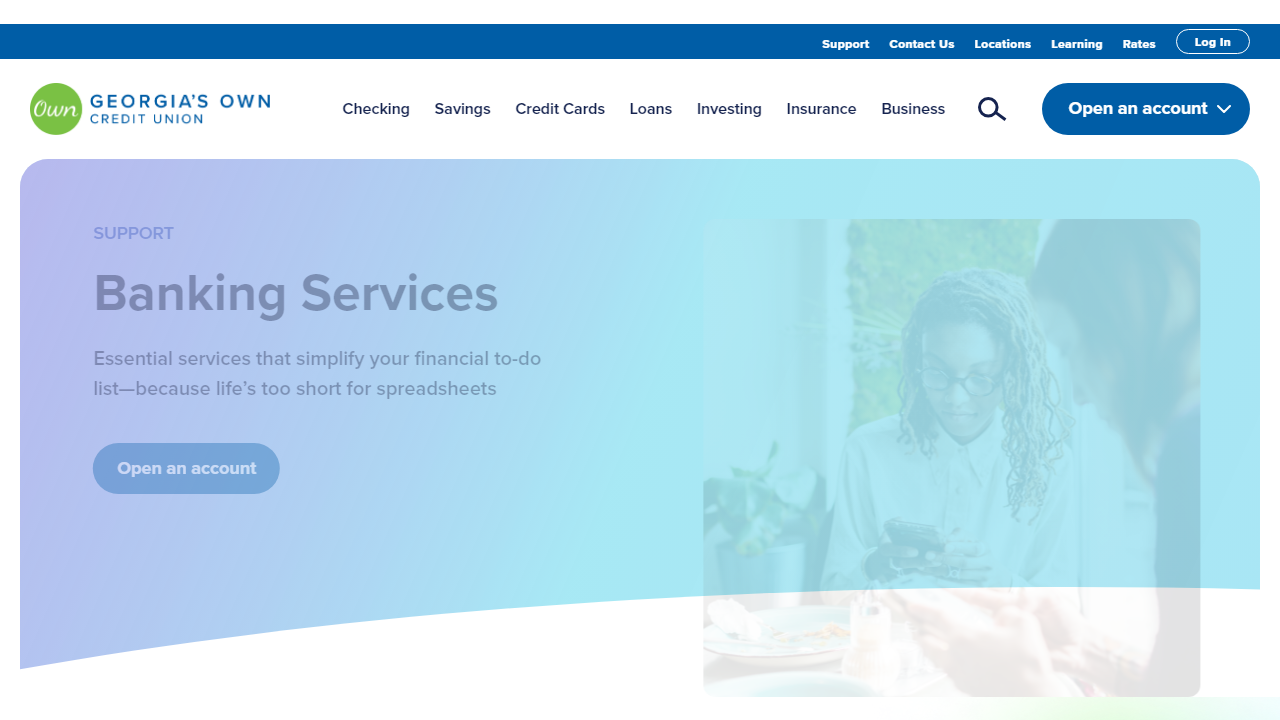 Support Contact Us Locations Learning Rates Log In
Own GEORGIA'S OWN
CREDIT UNION
Checking Savings Credit Cards Loans Investing Insurance Business Open an account
SUPPORT
Banking Services
Essential services that simplify your financial to-do
list—because life’s too short for spreadsheets
Open an account